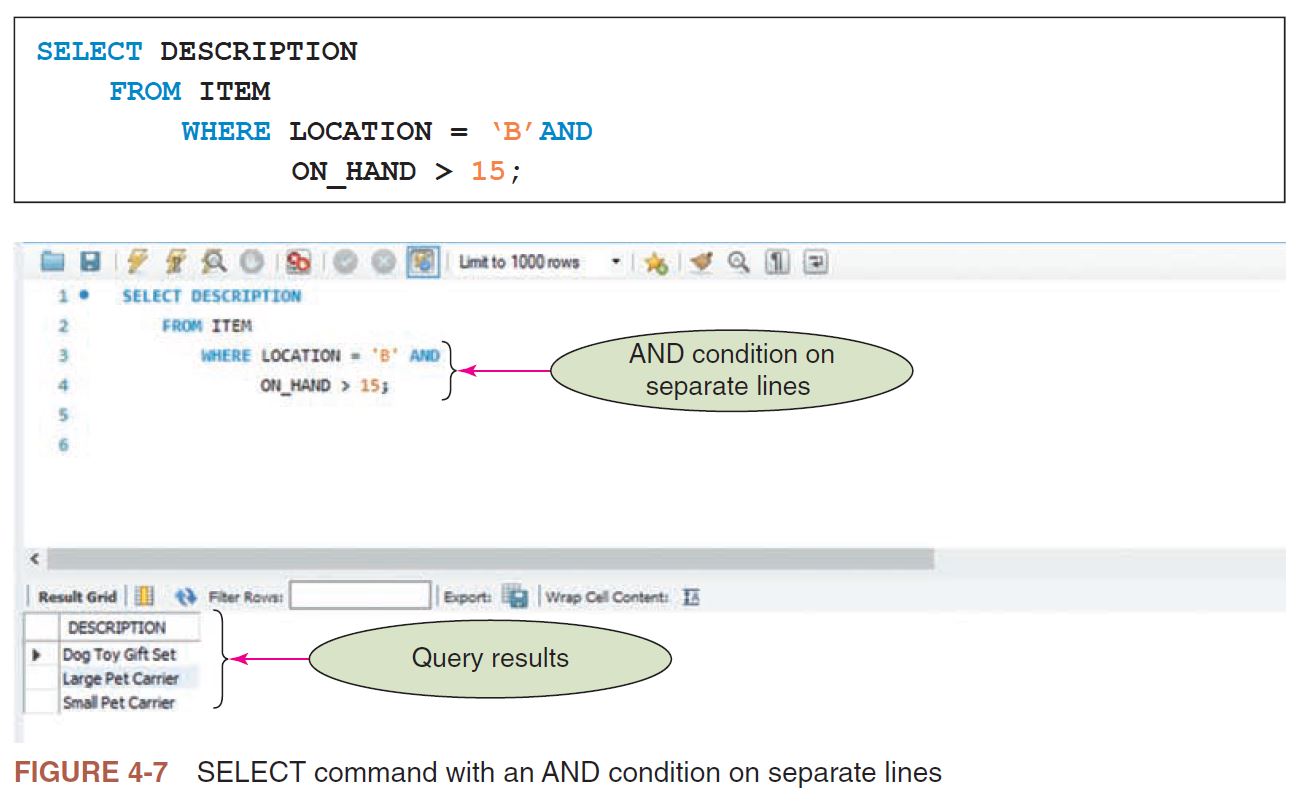 SELECT DESCRIPTION
FROM ITEM
WHERE LOCATION = ‘B’AND
ON_HAND > 15;
Limit to 1000 rows
1 SELECT DESCRIPTION
2 FROM ITEM
3 WHERE LOCATION = 'B' AND
4 ON_HAND > 15;
5
6
AND condition on
separate lines
Result Grid Filter Rows: Export: Wrap Cell Content:
DESCRIPTION
Dog Toy Gift Set
Large Pet Carrier
Small Pet Carrier
Query results
FIGURE 4-7 SELECT command with an AND condition on separate lines